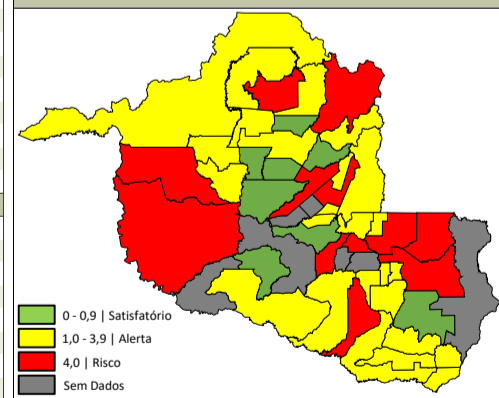 0 - 0,9 | Satisfatório
1,0 - 3,9 | Alerta
4,0 | Risco
Sem Dados